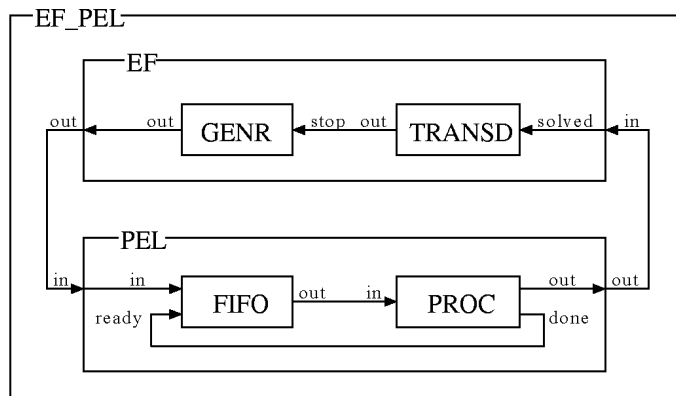 EF_PEL
EF
out out GENR stop out TRANSD solved in
PEL
in in FIFO out in PROC out out
ready done